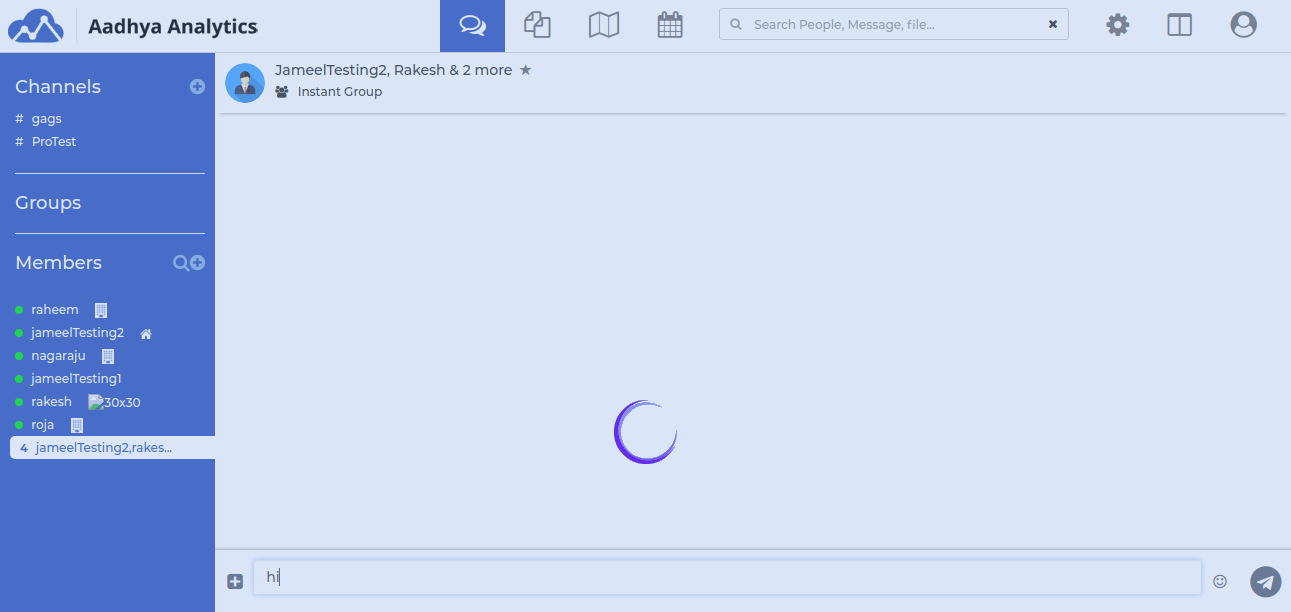 Aadhya Analytics
Search People, Message, file...
Channels
# gags
# ProTest
Groups
Members
raheem
jameelTesting2
nagaraju
jameelTesting1
rakesh 30x30
roja
4 jameelTesting2,rakes...
JameelTesting2, Rakesh & 2 more
Instant Group
hi